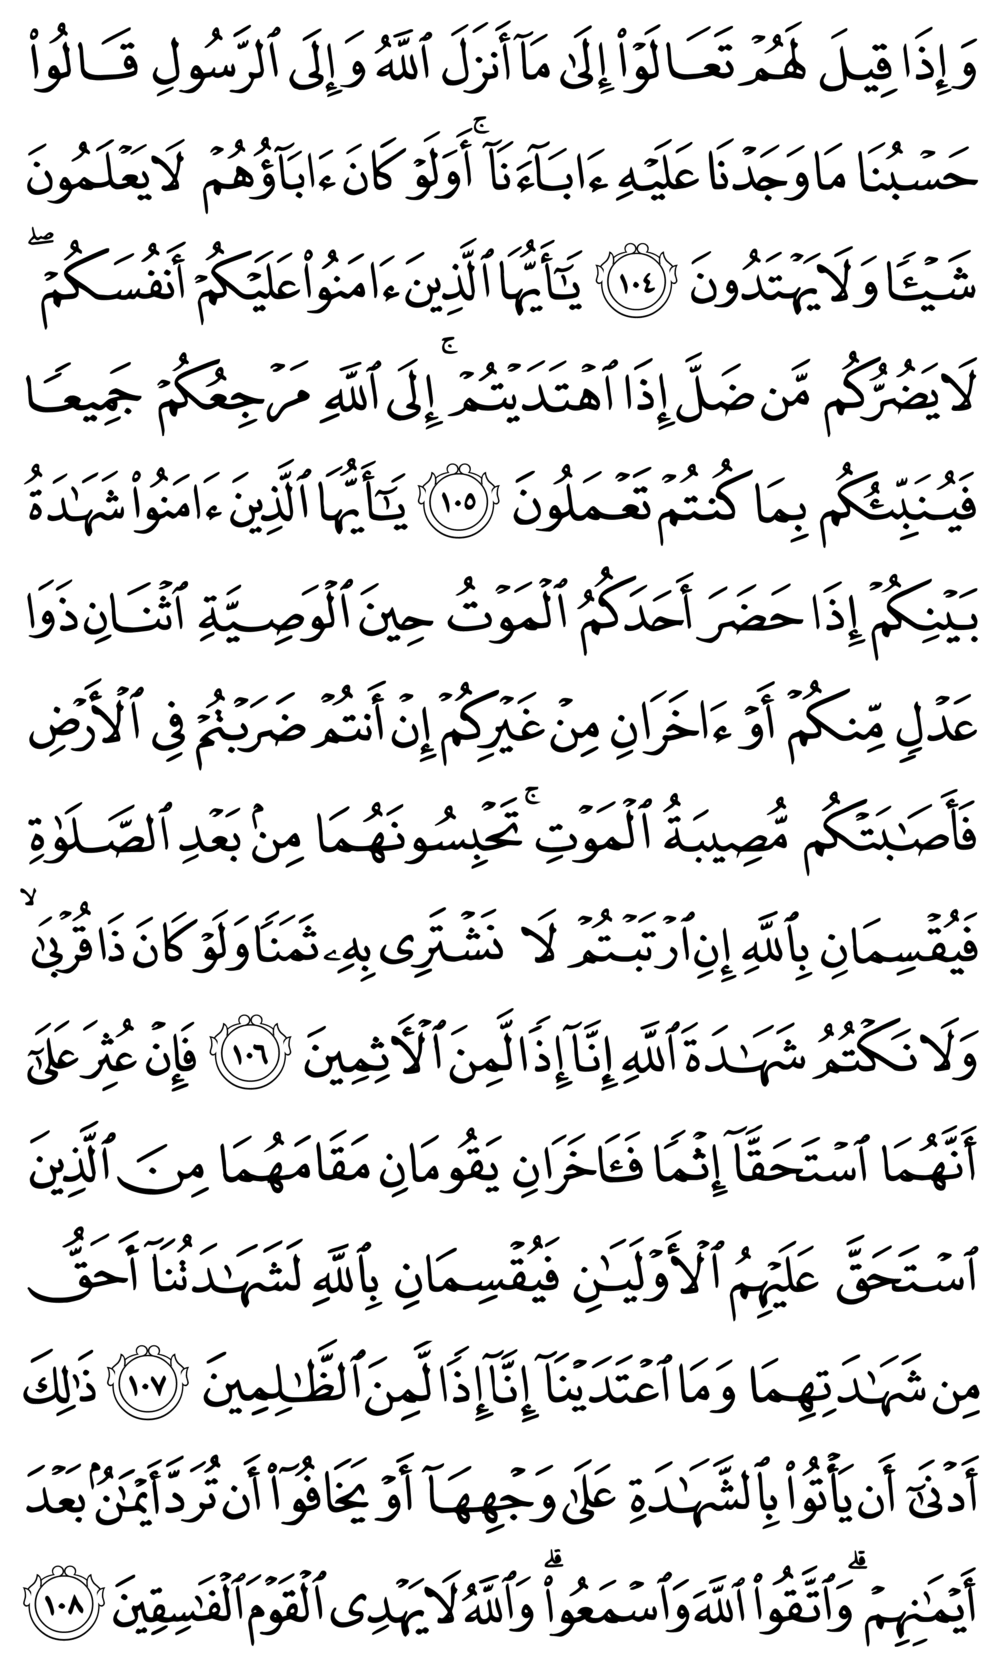 وَإِذَا قِيلَ لَهُمۡ تَعَالَوۡاْ إِلَىٰ مَآ أَنزَلَ ٱللَّهُ وَإِلَى ٱلرَّسُولِ قَالُواْ
حَسۡبُنَا مَا وَجَدۡنَا عَلَيۡهِ ءَابَآءَنَآۚ أَوَلَوۡ كَانَ ءَابَآؤُهُمۡ لَا يَعۡلَمُونَ
شَيۡـٔٗا وَلَا يَهۡتَدُونَ ١٠٤ يَٰٓأَيُّهَا ٱلَّذِينَ ءَامَنُواْ عَلَيۡكُمۡ أَنفُسَكُمۡۖ
لَا يَضُرُّكُم مَّن ضَلَّ إِذَا ٱهۡتَدَيۡتُمۡۚ إِلَى ٱللَّهِ مَرۡجِعُكُمۡ جَمِيعٗا
فَيُنَبِّئُكُم بِمَا كُنتُمۡ تَعۡمَلُونَ ١٠٥ يَٰٓأَيُّهَا ٱلَّذِينَ ءَامَنُواْ شَهَٰدَةُ
بَيۡنِكُمۡ إِذَا حَضَرَ أَحَدَكُمُ ٱلۡمَوۡتُ حِينَ ٱلۡوَصِيَّةِ ٱثۡنَانِ ذَوَا
عَدۡلٖ مِّنكُمۡ أَوۡ ءَاخَرَانِ مِنۡ غَيۡرِكُمۡ إِنۡ أَنتُمۡ ضَرَبۡتُمۡ فِي ٱلۡأَرۡضِ
فَأَصَٰبَتۡكُم مُّصِيبَةُ ٱلۡمَوۡتِۚ تَحۡبِسُونَهُمَا مِنۢ بَعۡدِ ٱلصَّلَوٰةِ
فَيُقۡسِمَانِ بِٱللَّهِ إِنِ ٱرۡتَبۡتُمۡ لَا نَشۡتَرِي بِهِۦ ثَمَنٗا وَلَوۡ كَانَ ذَا قُرۡبَىٰۙ
وَلَا نَكۡتُمُ شَهَٰدَةَ ٱللَّهِ إِنَّآ إِذٗا لَّمِنَ ٱلۡأٓثِمِينَ ١٠٦ فَإِنۡ عُثِرَ عَلَىٰٓ
أَنَّهُمَا ٱسۡتَحَقَّآ إِثۡمٗا فَـَٔاخَرَانِ يَقُومَانِ مَقَامَهُمَا مِنَ ٱلَّذِينَ
ٱسۡتَحَقَّ عَلَيۡهِمُ ٱلۡأَوۡلَيَٰنِ فَيُقۡسِمَانِ بِٱللَّهِ لَشَهَٰدَتُنَآ أَحَقُّ
مِن شَهَٰدَتِهِمَا وَمَا ٱعۡتَدَيۡنَآ إِنَّآ إِذٗا لَّمِنَ ٱلظَّٰلِمِينَ ١٠٧ ذَٰلِكَ
أَدۡنَىٰٓ أَن يَأۡتُواْ بِٱلشَّهَٰدَةِ عَلَىٰ وَجۡهِهَآ أَوۡ يَخَافُوٓاْ أَن تُرَدَّ أَيۡمَٰنُۢ بَعۡدَ
أَيۡمَٰنِهِمۡۗ وَٱتَّقُواْ ٱللَّهَ وَٱسۡمَعُواْۗ وَٱللَّهُ لَا يَهۡدِي ٱلۡقَوۡمَ ٱلۡفَٰسِقِينَ ١٠٨